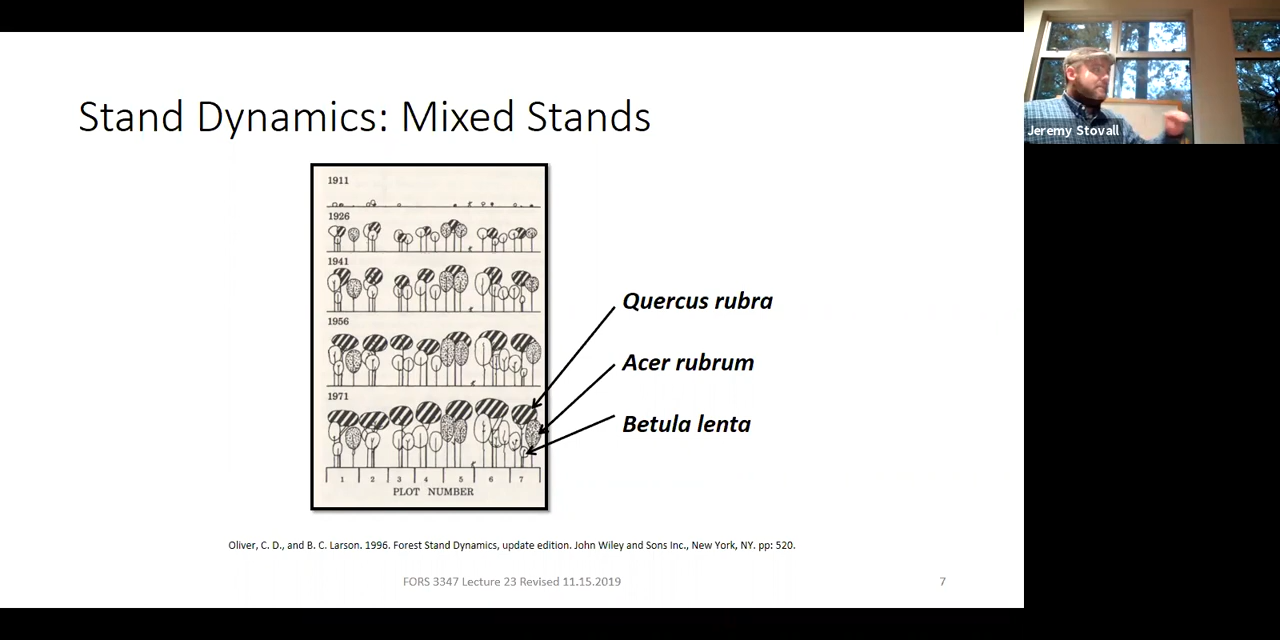 Stand Dynamics: Mixed Stands
1911
1926
1941
1956
1971
1 2 3 4 5 6 7
PLOT NUMBER
Quercus rubra
Acer rubrum
Betula lenta
Oliver, C. D., and B. C. Larson. 1996. Forest Stand Dynamics, update edition. John Wiley and Sons Inc., New York, NY. pp: 520.
FORS 3347 Lecture 23 Revised 11.15.2019
7
Jeremy Stovall